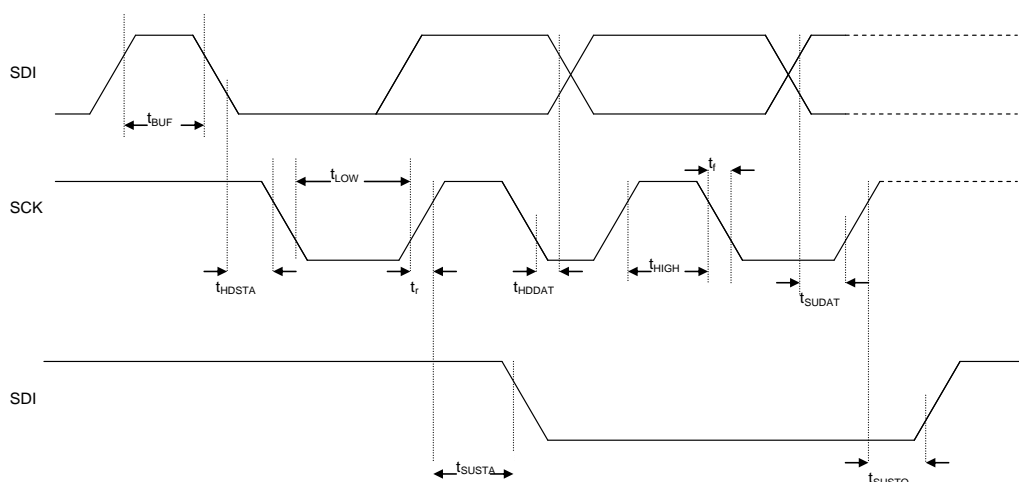 SDI
tBUF
tLOW
tf
SCK
tHDSTA
tr
tHDDAT
tHIGH
tSUDAT
SDI
tSUSTA
tSUSTO